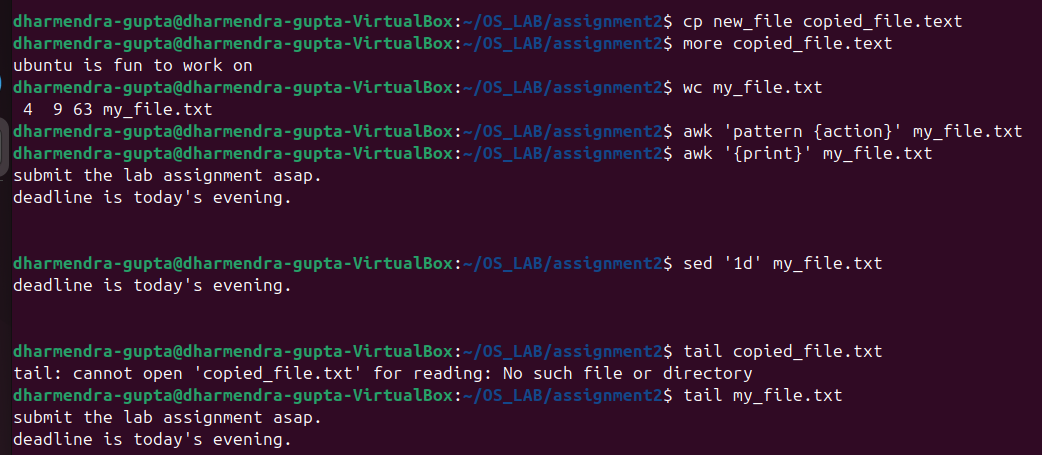 dharmendra-gupta@dharmendra-gupta-VirtualBox:~/OS_LAB/assignment2$ cp new_file copied_file.text
dharmendra-gupta@dharmendra-gupta-VirtualBox:~/OS_LAB/assignment2$ more copied_file.text
ubuntu is fun to work on
dharmendra-gupta@dharmendra-gupta-VirtualBox:~/OS_LAB/assignment2$ wc my_file.txt
 4  9 63 my_file.txt
dharmendra-gupta@dharmendra-gupta-VirtualBox:~/OS_LAB/assignment2$ awk 'pattern {action}' my_file.txt
dharmendra-gupta@dharmendra-gupta-VirtualBox:~/OS_LAB/assignment2$ awk '{print}' my_file.txt
submit the lab assignment asap.
deadline is today's evening.
dharmendra-gupta@dharmendra-gupta-VirtualBox:~/OS_LAB/assignment2$ sed '1d' my_file.txt
deadline is today's evening.
dharmendra-gupta@dharmendra-gupta-VirtualBox:~/OS_LAB/assignment2$ tail copied_file.txt
tail: cannot open 'copied_file.txt' for reading: No such file or directory
dharmendra-gupta@dharmendra-gupta-VirtualBox:~/OS_LAB/assignment2$ tail my_file.txt
submit the lab assignment asap.
deadline is today's evening.